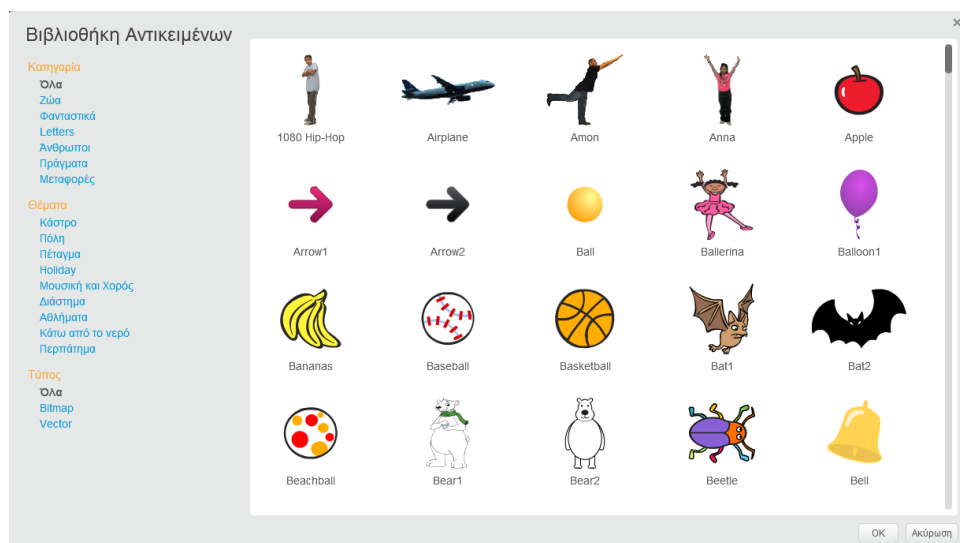 Βιβλιοθήκη Αντικειμένων
Κατηγορία
Όλα
Ζώα
Φανταστικά
Letters
Άνθρωποι
Πράγματα
Μεταφορές
Θέματα
Κάστρο
Πόλη
Πέταγμα
Holiday
Μουσική και Χορός
Διάστημα
Αθλήματα
Κάτω από το νερό
Περπάτημα
Τύπος
Όλα
Bitmap
Vector
1080 Hip-Hop Airplane Amon Anna Apple
Arrow1 Arrow2 Ball Ballerina Balloon1
Bananas Baseball Basketball Bat1 Bat2
Beachball Bear1 Bear2 Beetle Bell
OK Ακύρωση